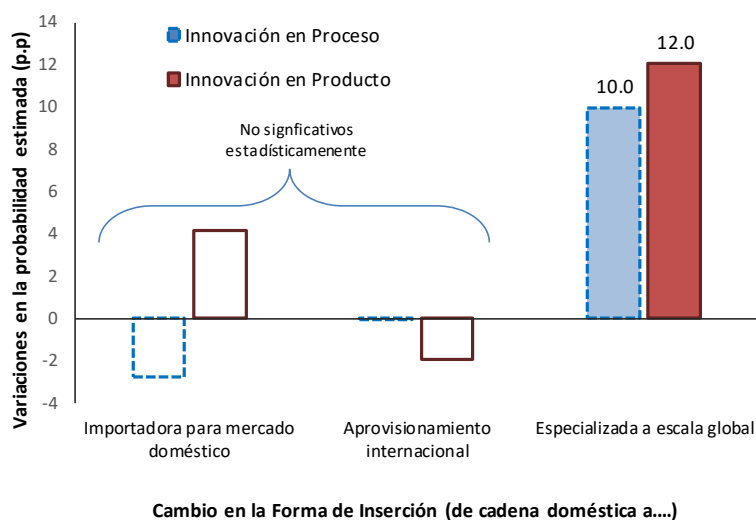 14
12
10
8
6
4
2
0
-2
-4
Variaciones en la probabilidad estimada (p.p)
Innovación en Proceso
Innovación en Producto
No signficativos
estadísticamenente
10.0
12.0
Importadora para mercado
doméstico
Aprovisionamiento
internacional
Especializada a escala global
Cambio en la Forma de Inserción (de cadena doméstica a....)